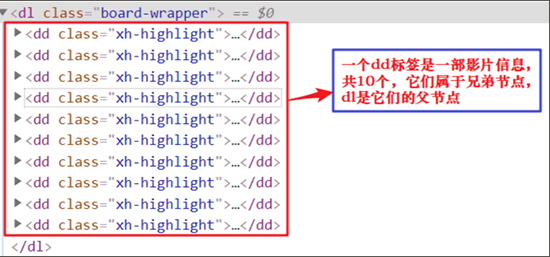 ▼<dl class="board-wrapper"> == $0
▶<dd class="xh-highlight">…</dd>
▶<dd class="xh-highlight">…</dd>
▶<dd class="xh-highlight">…</dd>
▶<dd class="xh-highlight">…</dd>
▶<dd class="xh-highlight">…</dd>
▶<dd class="xh-highlight">…</dd>
▶<dd class="xh-highlight">…</dd>
▶<dd class="xh-highlight">…</dd>
▶<dd class="xh-highlight">…</dd>
▶<dd class="xh-highlight">…</dd>
</dl>
一个dd标签是一部影片信息，
共10个，它们属于兄弟节点，
dl是它们的父节点